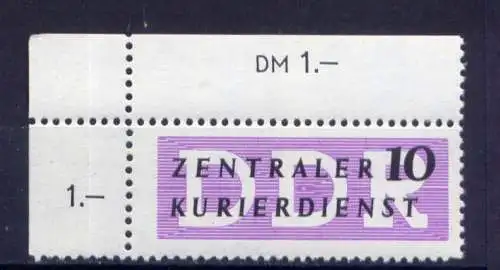 DM 1.–
DDR
ZENTRALER 10
1.–
KURIERDIENST